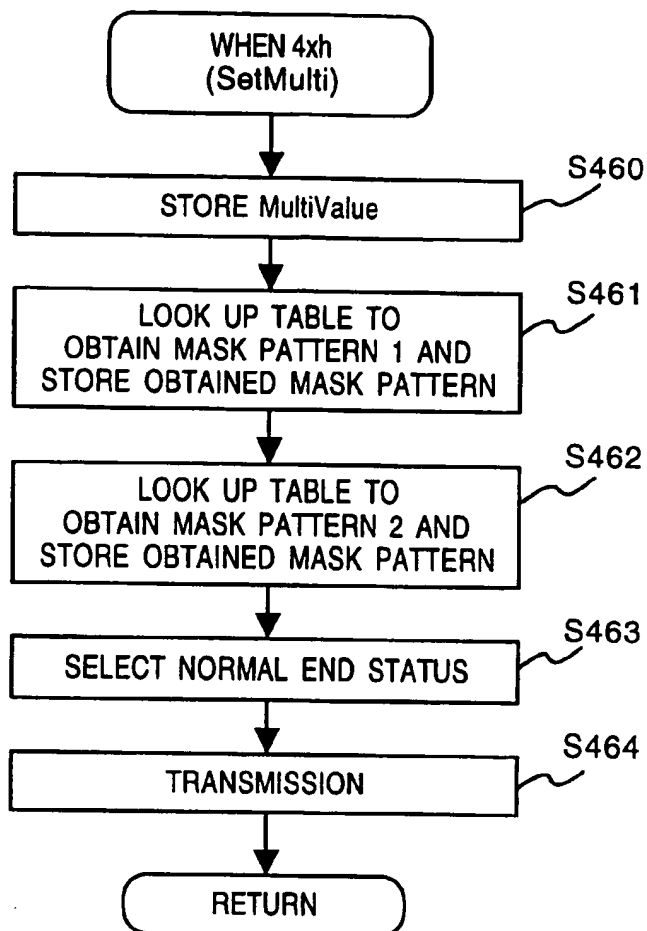 WHEN 4xh
(SetMulti)
S460
STORE MultiValue
S461
LOOK UP TABLE TO
OBTAIN MASK PATTERN 1 AND
STORE OBTAINED MASK PATTERN
S462
LOOK UP TABLE TO
OBTAIN MASK PATTERN 2 AND
STORE OBTAINED MASK PATTERN
S463
SELECT NORMAL END STATUS
S464
TRANSMISSION
RETURN